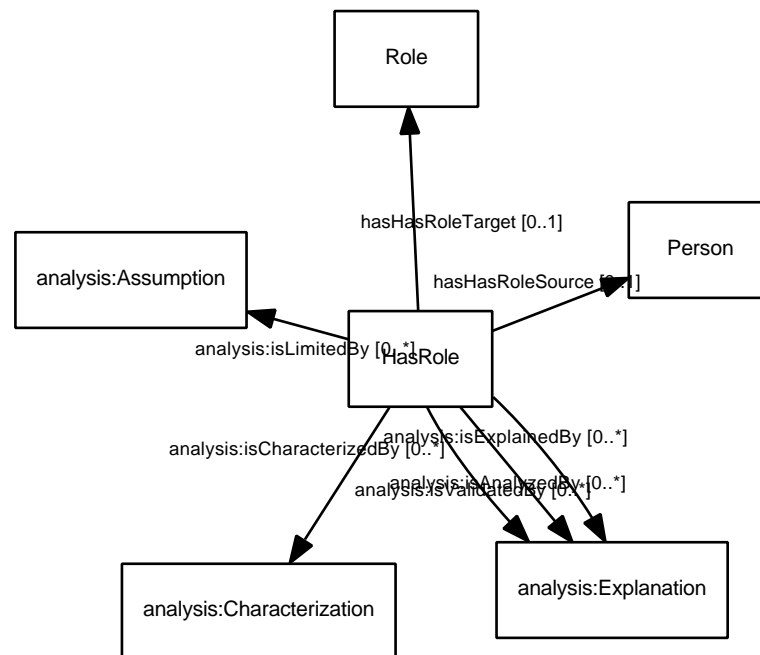 Role
hasHasRoleTarget [0..1]
Person
analysis:Assumption
hasHasRoleSource [0..1]
analysis:isLimitedBy [0..*]
HasRole
analysis:isExplainedBy [0..*]
analysis:isCharacterizedBy [0..*]
analysis:isAnalyzedBy [0..*]
analysis:isValidatedBy [0..*]
analysis:Explanation
analysis:Characterization